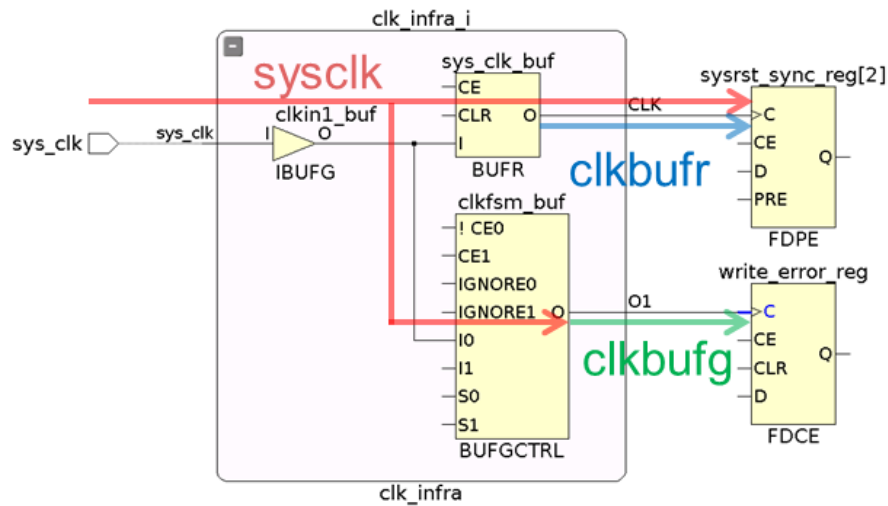 clk_infra_i
-
sysclk
sys_clk_buf
sysrst_sync_reg[2]
CE
CLR
O
I
BUFR
CLK
C
CE
D
PRE
Q
FDPE
clkin1_buf
sys_clk
sys_clk
I
O
IBUFG
clkbufr
clkfsm_buf
! CE0
CE1
IGNORE0
IGNORE1
O
I0
I1
S0
S1
BUFGCTRL
O1
write_error_reg
C
CE
CLR
D
Q
FDCE
clkbufg
clk_infra